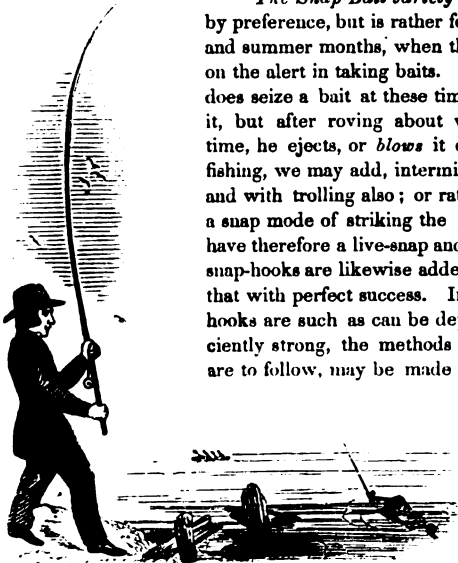 The Snap Bait variety
by preference, but is rather f
and summer months, when t
on the alert in taking baits.
does seize a bait at these tim
it, but after roving about
time, he ejects, or blows it
fishing, we may add, intermi
and with trolling also; or rat
a snap mode of striking the
have therefore a live-snap and
snap-hooks are likewise adde
that with perfect success. I
hooks are such as can be de
ciently strong, the methods
are to follow, may be made